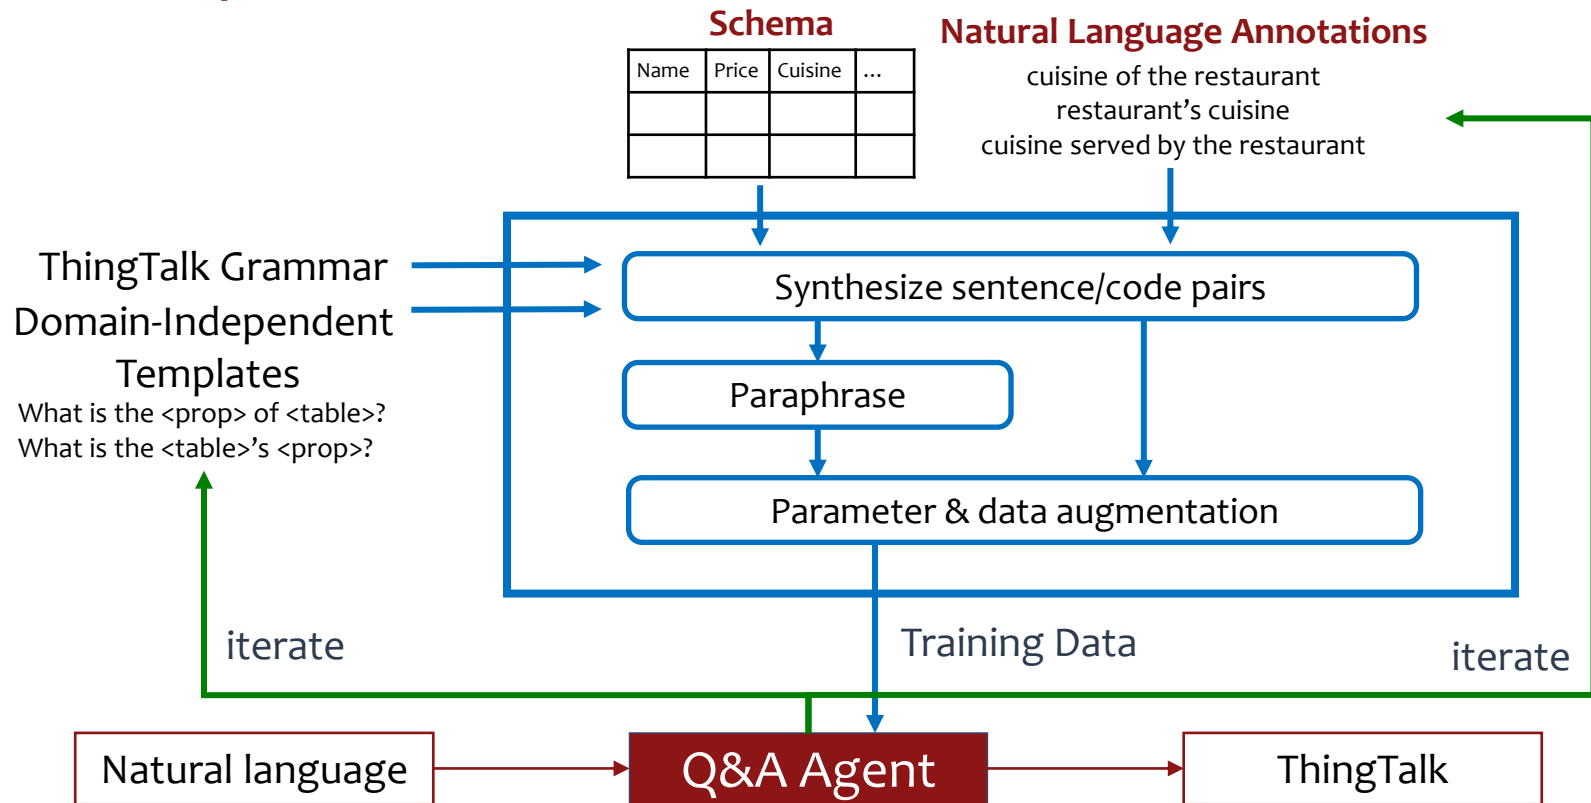 Schema
Natural Language Annotations
Name Price Cuisine ...
cuisine of the restaurant
restaurant's cuisine
cuisine served by the restaurant
ThingTalk Grammar
Domain-Independent
Templates
What is the <prop> of <table>?
What is the <table>'s <prop>?
Synthesize sentence/code pairs
Paraphrase
Parameter & data augmentation
iterate
Training Data
iterate
Natural language
Q&A Agent
ThingTalk